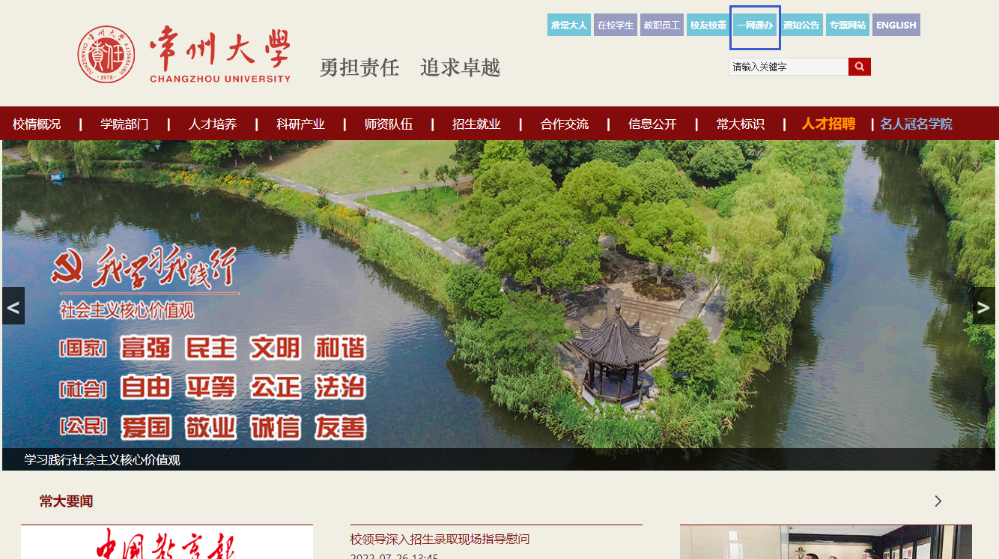 准常大人 在校学生 教职员工 校友校董 一网通办 通知公告 专题网站 ENGLISH
常州大學
CHANGZHOU UNIVERSITY
CHANGZHOU UNIVERSITY
责任
·1978·
勇担责任 追求卓越
请输入关键字
校情概况 | 学院部门 | 人才培养 | 科研产业 | 师资队伍 | 招生就业 | 合作交流 | 信息公开 | 常大标识 | 人才招聘 | 名人冠名学院
我学习我践行
社会主义核心价值观
<
>
[国家] 富强 民主 文明 和谐
[社会] 自由 平等 公正 法治
[公民] 爱国 敬业 诚信 友善
学习践行社会主义核心价值观
常大要闻
中国教育报
校领导深入招生录取现场指导慰问
2022-07-26 13:45